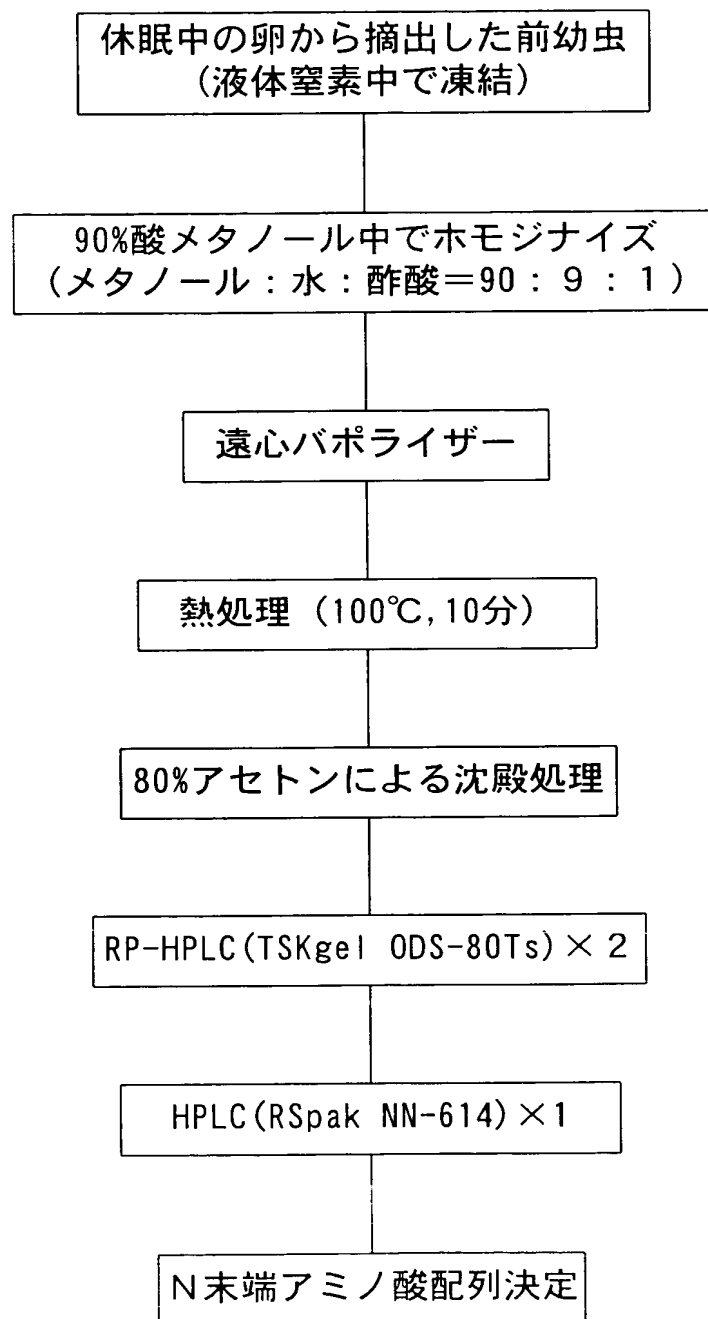 休眠中の卵から摘出した前幼虫
(液体窒素中で凍結)
90%酸メタノール中でホモジナイズ
(メタノール:水:酢酸=90:9:1)
遠心バポライザー
熱処理 (100℃,10分)
80%アセトンによる沈殿処理
RP-HPLC(TSKgel ODS-80Ts)×2
HPLC(RSpak NN-614)×1
N末端アミノ酸配列決定